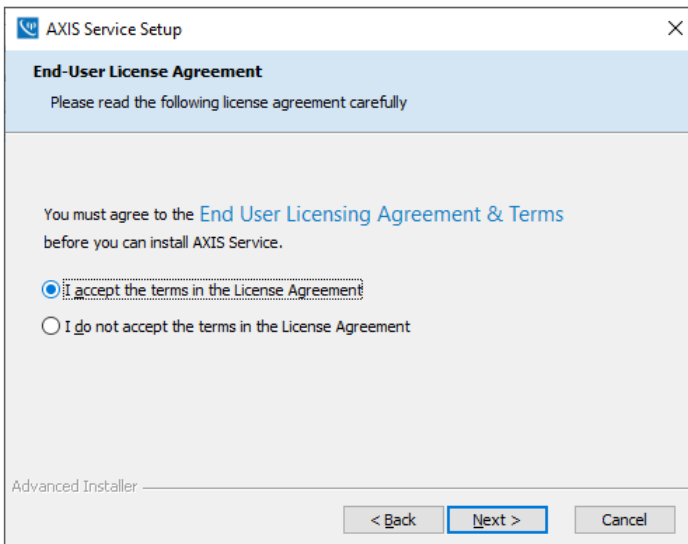 AXIS Service Setup
End-User License Agreement
Please read the following license agreement carefully
You must agree to the End User Licensing Agreement & Terms
before you can install AXIS Service.
I accept the terms in the License Agreement
I do not accept the terms in the License Agreement
Advanced Installer
< Back Next > Cancel